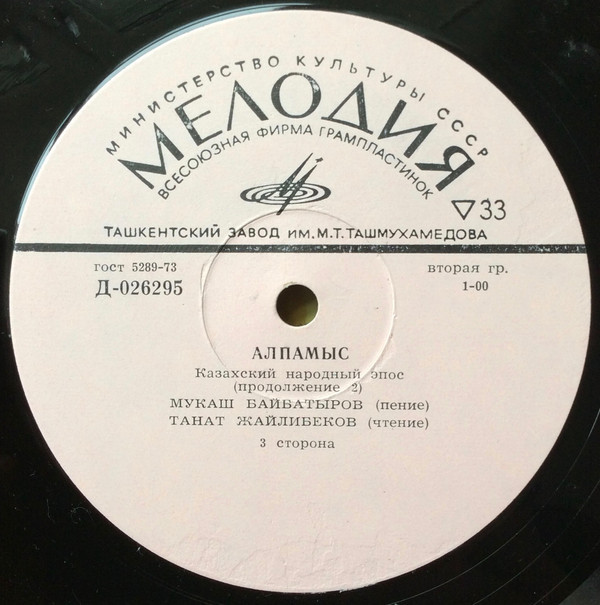 МИНИСТЕРСТВО КУЛЬТУРЫ СССР
МЕЛОДИЯ
ВСЕСОЮЗНАЯ ФИРМА ГРАМПЛАСТИНОК
▽33
ТАШКЕНТСКИЙ ЗАВОД ИМ. М.Т. ТАШМУХАМЕДОВА
гост 5289-73
вторая гр.
Д-026295
1-00
АЛПАМЫС
Казахский народный эпос
(продолжение 2)
МУКАШ БАЙБАТЫРОВ (пение)
ТАНАТ ЖАЙЛИБЕКОВ (чтение)
3 сторона